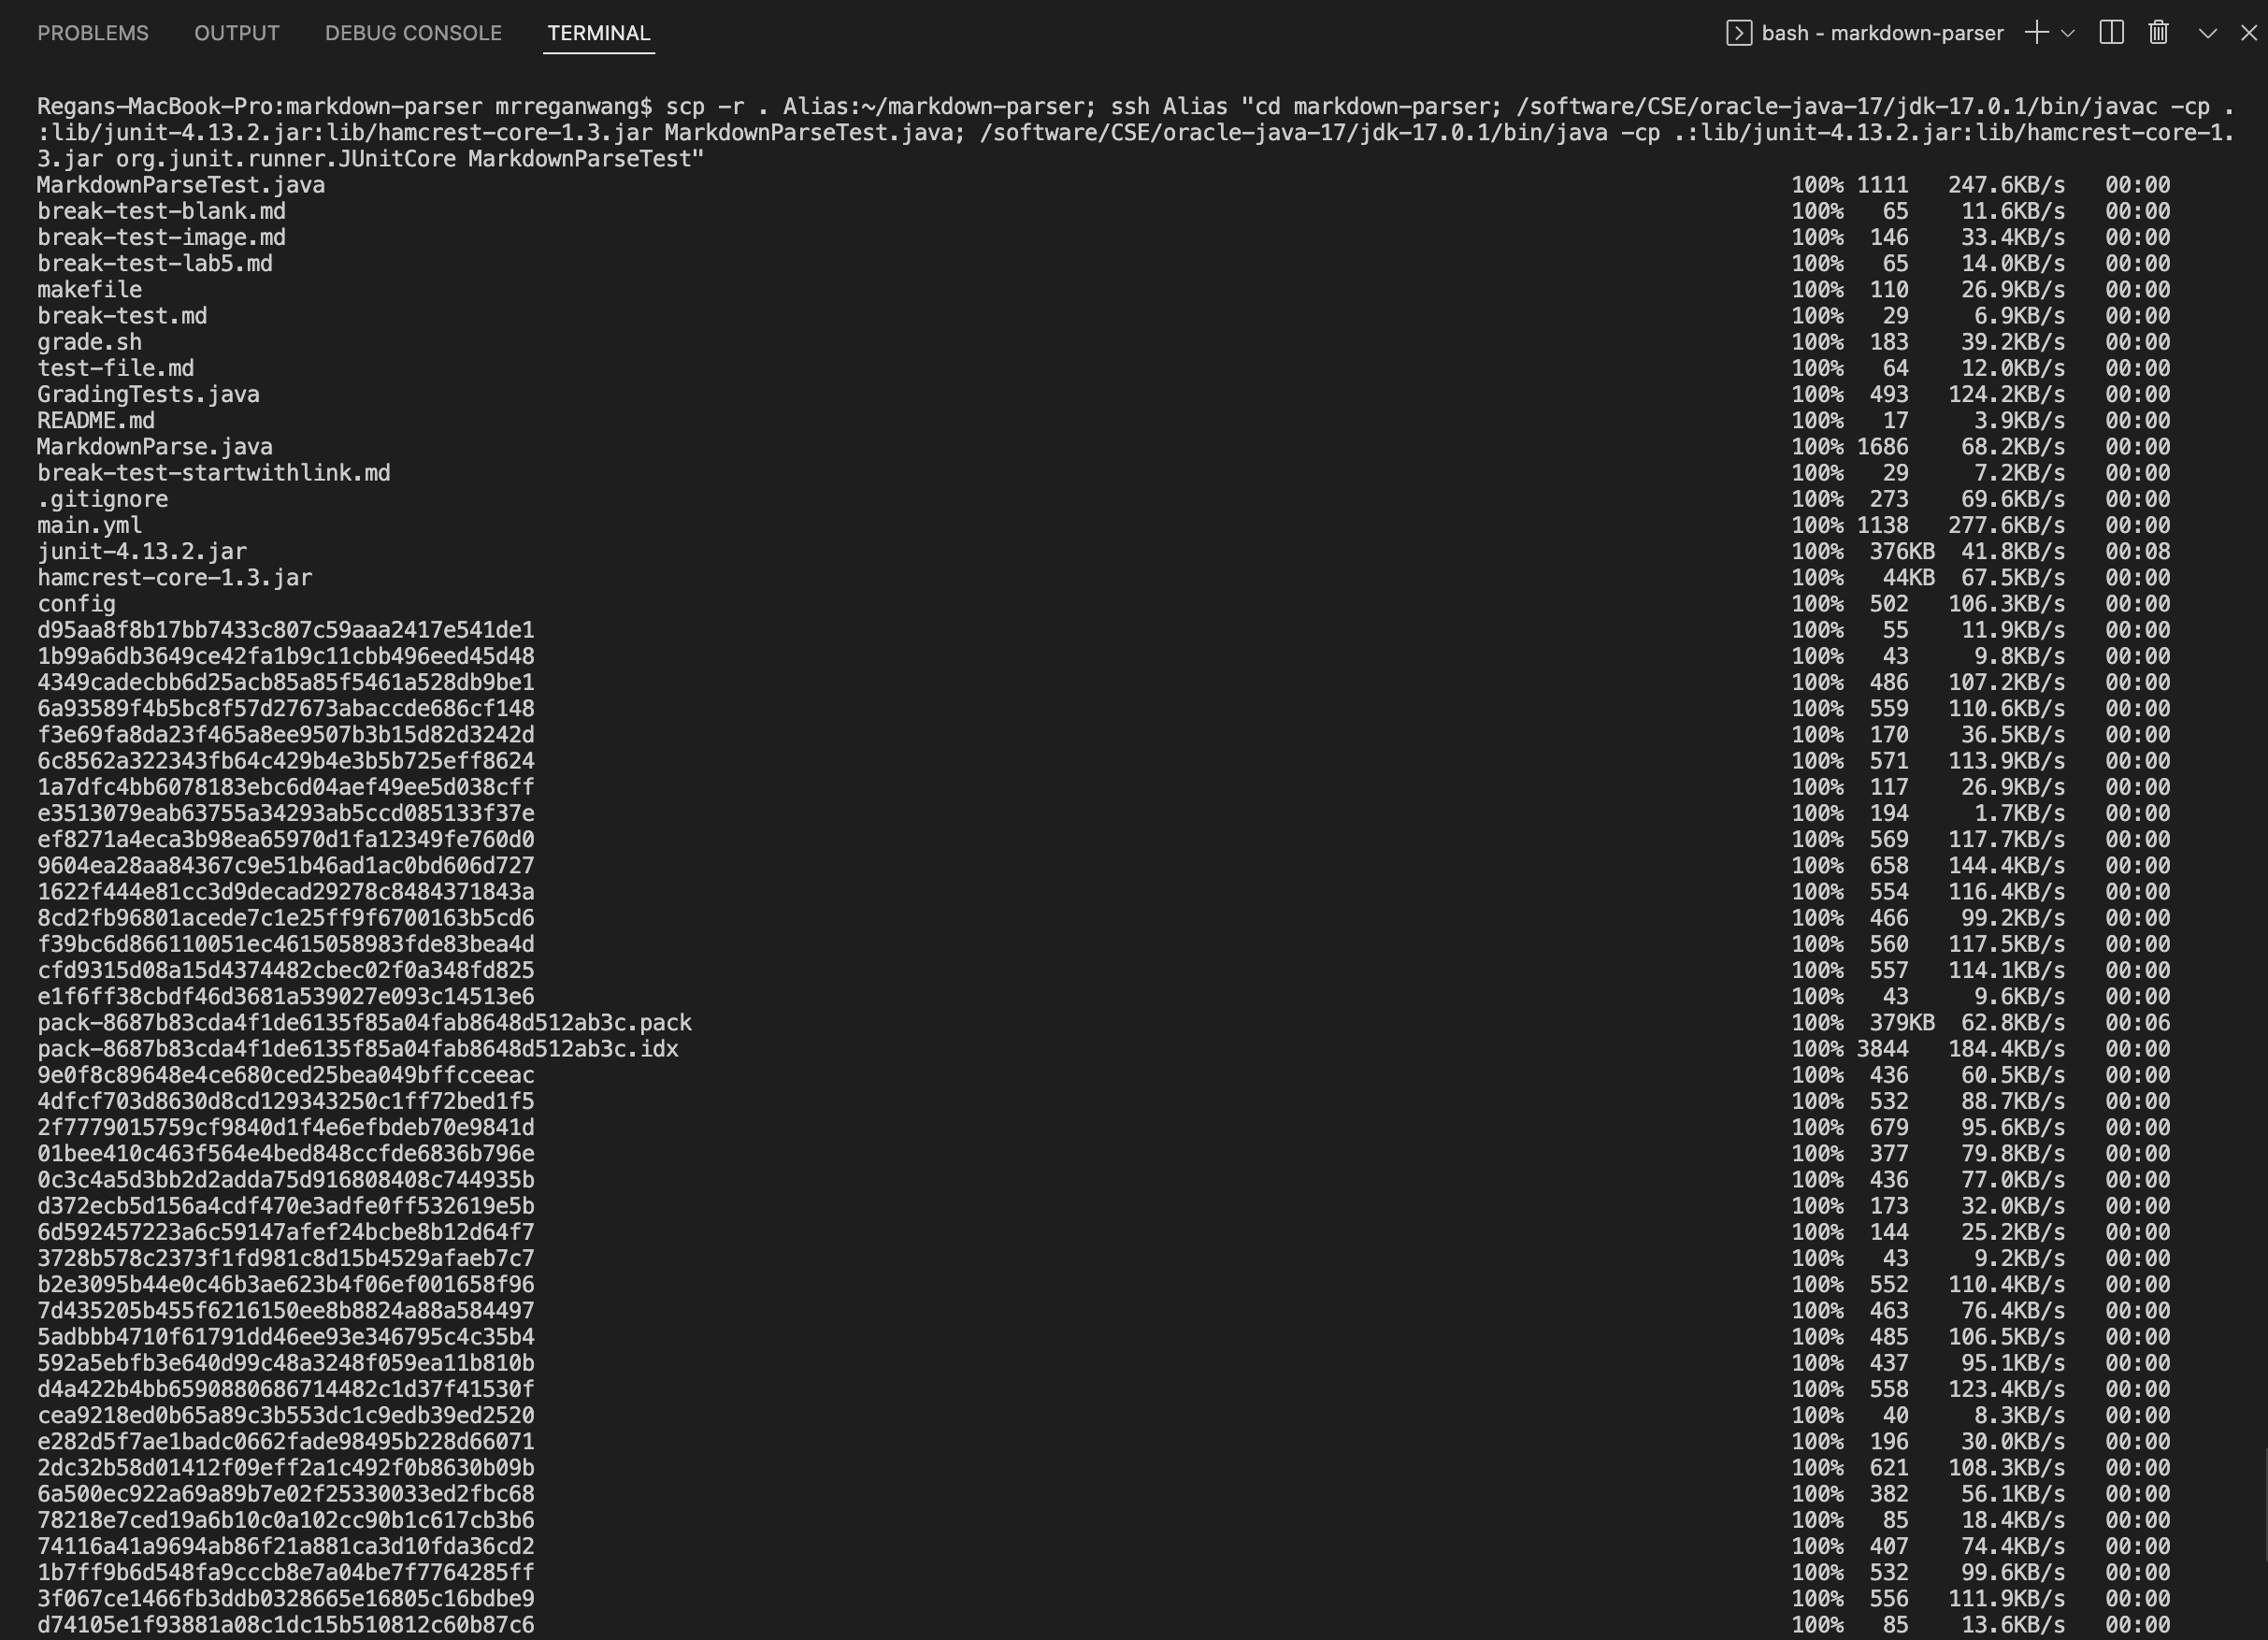 PROBLEMS OUTPUT DEBUG CONSOLE TERMINAL bash - markdown-parser
Regans-MacBook-Pro:markdown-parser mrreganwang$ scp -r . Alias:~/markdown-parser; ssh Alias "cd markdown-parser; /software/CSE/oracle-java-17/jdk-17.0.1/bin/javac -cp .
:lib/junit-4.13.2.jar:lib/hamcrest-core-1.3.jar MarkdownParseTest.java; /software/CSE/oracle-java-17/jdk-17.0.1/bin/java -cp .:lib/junit-4.13.2.jar:lib/hamcrest-core-1.
3.jar org.junit.runner.JUnitCore MarkdownParseTest"
MarkdownParseTest.java 100% 1111 247.6KB/s 00:00
break-test-blank.md 100% 65 11.6KB/s 00:00
break-test-image.md 100% 146 33.4KB/s 00:00
break-test-lab5.md 100% 65 14.0KB/s 00:00
makefile 100% 110 26.9KB/s 00:00
break-test.md 100% 29 6.9KB/s 00:00
grade.sh 100% 183 39.2KB/s 00:00
test-file.md 100% 64 12.0KB/s 00:00
GradingTests.java 100% 493 124.2KB/s 00:00
README.md 100% 17 3.9KB/s 00:00
MarkdownParse.java 100% 1686 68.2KB/s 00:00
break-test-startwithlink.md 100% 29 7.2KB/s 00:00
.gitignore 100% 273 69.6KB/s 00:00
main.yml 100% 1138 277.6KB/s 00:00
junit-4.13.2.jar 100% 376KB 41.8KB/s 00:08
hamcrest-core-1.3.jar 100% 44KB 67.5KB/s 00:00
config 100% 502 106.3KB/s 00:00
d95aa8f8b17bb7433c807c59aaa2417e541de1 100% 55 11.9KB/s 00:00
1b99a6db3649ce42fa1b9c11cbb496eed45d48 100% 43 9.8KB/s 00:00
4349cadecbb6d25acb85a85f5461a528db9be1 100% 486 107.2KB/s 00:00
6a93589f4b5bc8f57d27673abaccde686cf148 100% 559 110.6KB/s 00:00
f3e69fa8da23f465a8ee9507b3b15d82d3242d 100% 170 36.5KB/s 00:00
6c8562a322343fb64c429b4e3b5b725eff8624 100% 571 113.9KB/s 00:00
1a7dfc4bb6078183ebc6d04aef49ee5d038cff 100% 117 26.9KB/s 00:00
e3513079eab63755a34293ab5ccd085133f37e 100% 194 1.7KB/s 00:00
ef8271a4eca3b98ea65970d1fa12349fe760d0 100% 569 117.7KB/s 00:00
9604ea28aa84367c9e51b46ad1ac0bd606d727 100% 658 144.4KB/s 00:00
1622f444e81cc3d9decad29278c8484371843a 100% 554 116.4KB/s 00:00
8cd2fb96801acede7c1e25ff9f6700163b5cd6 100% 466 99.2KB/s 00:00
f39bc6d866110051ec4615058983fde83bea4d 100% 560 117.5KB/s 00:00
cfd9315d08a15d4374482cbec02f0a348fd825 100% 557 114.1KB/s 00:00
e1f6ff38cbdf46d3681a539027e093c14513e6 100% 43 9.6KB/s 00:00
pack-8687b83cda4f1de6135f85a04fab8648d512ab3c.pack 100% 379KB 62.8KB/s 00:06
pack-8687b83cda4f1de6135f85a04fab8648d512ab3c.idx 100% 3844 184.4KB/s 00:00
9e0f8c89648e4ce680ced25bea049bffcceeac 100% 436 60.5KB/s 00:00
4dfcf703d8630d8cd129343250c1ff72bed1f5 100% 532 88.7KB/s 00:00
2f7779015759cf9840d1f4e6efbdeb70e9841d 100% 679 95.6KB/s 00:00
01bee410c463f564e4bed848ccfde6836b796e 100% 377 79.8KB/s 00:00
0c3c4a5d3bb2d2adda75d916808408c744935b 100% 436 77.0KB/s 00:00
d372ecb5d156a4cdf470e3adfe0ff532619e5b 100% 173 32.0KB/s 00:00
6d592457223a6c59147afef24bcbe8b12d64f7 100% 144 25.2KB/s 00:00
3728b578c2373f1fd981c8d15b4529afaeb7c7 100% 43 9.2KB/s 00:00
b2e3095b44e0c46b3ae623b4f06ef001658f96 100% 552 110.4KB/s 00:00
7d435205b455f6216150ee8b8824a88a584497 100% 463 76.4KB/s 00:00
5adbbb4710f61791dd46ee93e346795c4c35b4 100% 485 106.5KB/s 00:00
592a5ebfb3e640d99c48a3248f059ea11b810b 100% 437 95.1KB/s 00:00
d4a422b4bb6590880686714482c1d37f41530f 100% 558 123.4KB/s 00:00
cea9218ed0b65a89c3b553dc1c9edb39ed2520 100% 40 8.3KB/s 00:00
e282d5f7ae1badc0662fade98495b228d66071 100% 196 30.0KB/s 00:00
2dc32b58d01412f09eff2a1c492f0b8630b09b 100% 621 108.3KB/s 00:00
6a500ec922a69a89b7e02f25330033ed2fbc68 100% 382 56.1KB/s 00:00
78218e7ced19a6b10c0a102cc90b1c617cb3b6 100% 85 18.4KB/s 00:00
74116a41a9694ab86f21a881ca3d10fda36cd2 100% 407 74.4KB/s 00:00
1b7ff9b6d548fa9cccb8e7a04be7f7764285ff 100% 532 99.6KB/s 00:00
3f067ce1466fb3ddb0328665e16805c16bdbe9 100% 556 111.9KB/s 00:00
d74105e1f93881a08c1dc15b510812c60b87c6 100% 85 13.6KB/s 00:00